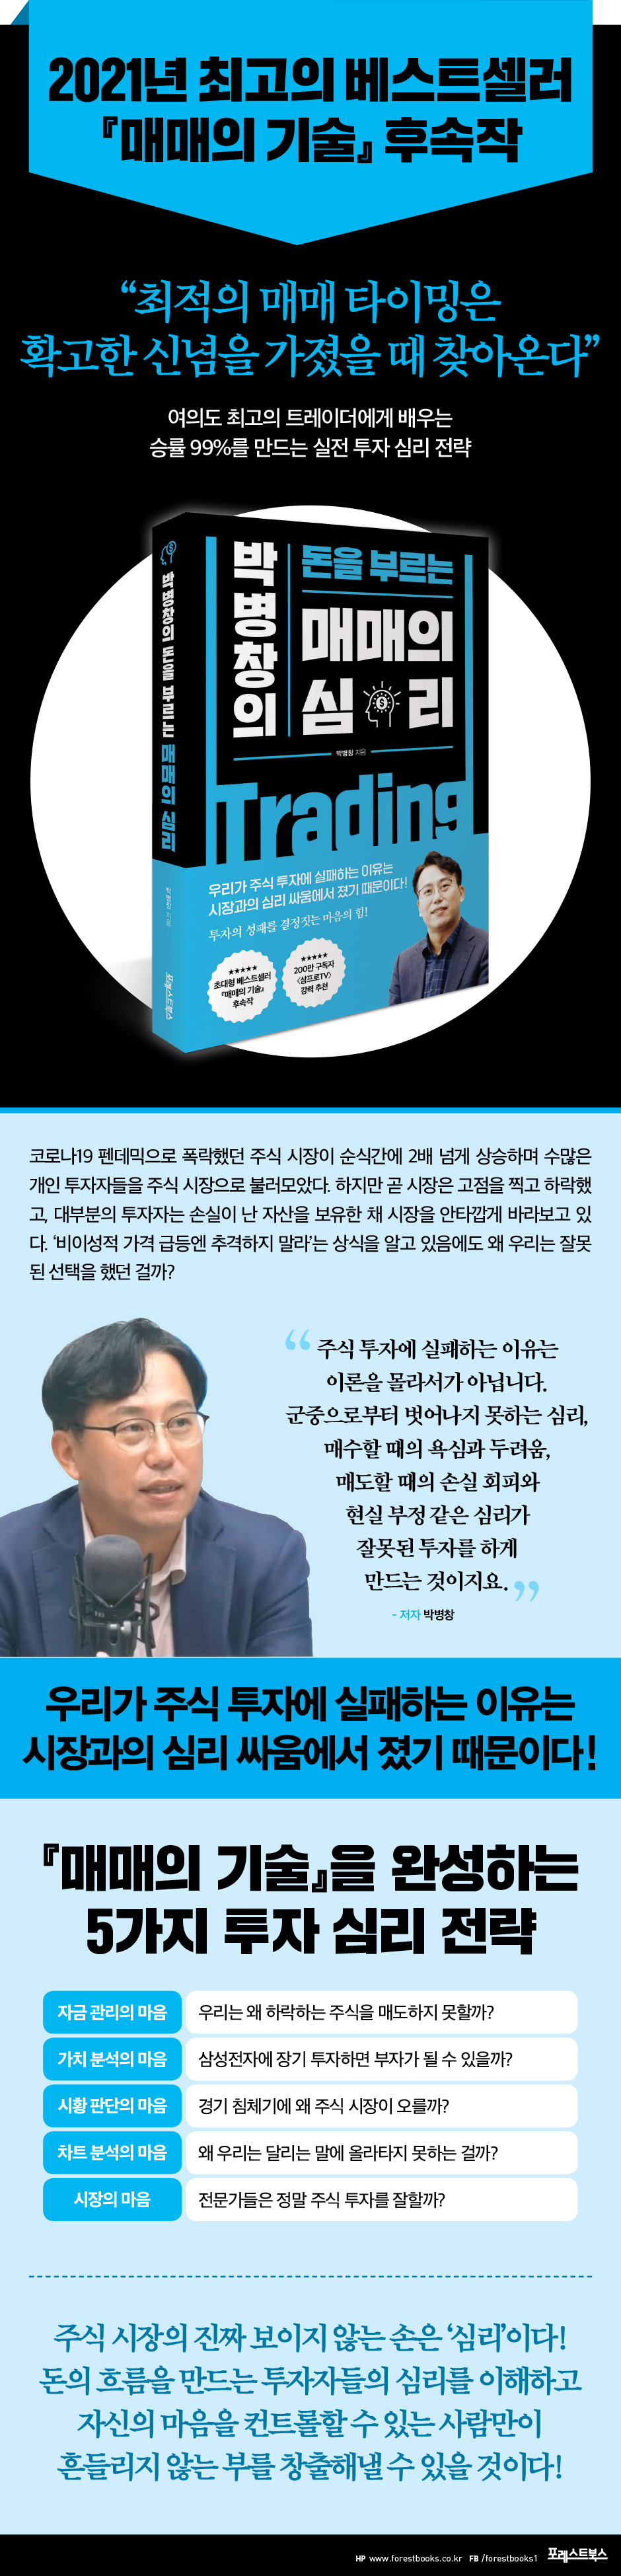 2021년 최고의 베스트셀러
『매매의 기술』 후속작
“최적의 매매 타이밍은
확고한 신념을 가졌을 때 찾아온다”
여의도 최고의 트레이더에게 배우는
승률 99%를 만드는 실전 투자 심리 전략
박병창의 돈을 부르는 매매의 심리
박병창 지음
포레스트북스
박병창의
돈을 부르는
매매의
심리
박병창 지음
Trading
우리가 주식 투자에 실패하는 이유는
시장과의 심리 싸움에서 졌기 때문이다!
투자의 성패를 결정짓는 마음의 힘!
★★★★★
초대형 베스트셀러
『매매의 기술』
후속작
★★★★★
200만 구독자
〈삼프로TV〉
강력 추천
코로나19 펜데믹으로 폭락했던 주식 시장이 순식간에 2배 넘게 상승하며 수많은
개인 투자자들을 주식 시장으로 불러모았다. 하지만 곧 시장은 고점을 찍고 하락했
고, 대부분의 투자자는 손실이 난 자산을 보유한 채 시장을 안타깝게 바라보고 있
다. ‘비이성적 가격 급등엔 추격하지 말라’는 상식을 알고 있음에도 왜 우리는 잘못
된 선택을 했던 걸까?
“ 주식 투자에 실패하는 이유는
이론을 몰라서가 아닙니다.
군중으로부터 벗어나지 못하는 심리,
매수할 때의 욕심과 두려움,
매도할 때의 손실 회피와
현실 부정 같은 심리가
잘못된 투자를 하게
만드는 것이지요. ”
- 저자 박병창
우리가 주식 투자에 실패하는 이유는
시장과의 심리 싸움에서 졌기 때문이다!
『매매의 기술』을 완성하는
5가지 투자 심리 전략
자금 관리의 마음 우리는 왜 하락하는 주식을 매도하지 못할까?
가치 분석의 마음 삼성전자에 장기 투자하면 부자가 될 수 있을까?
시황 판단의 마음 경기 침체기에 왜 주식 시장이 오를까?
차트 분석의 마음 왜 우리는 달리는 말에 올라타지 못하는 걸까?
시장의 마음 전문가들은 정말 주식 투자를 잘할까?
주식 시장의 진짜 보이지 않는 손은 ‘심리’이다!
돈의 흐름을 만드는 투자자들의 심리를 이해하고
자신의 마음을 컨트롤할 수 있는 사람만이
흔들리지 않는 부를 창출해낼 수 있을 것이다!
HP www.forestbooks.co.kr FB /forestbooks1 포레스트북스